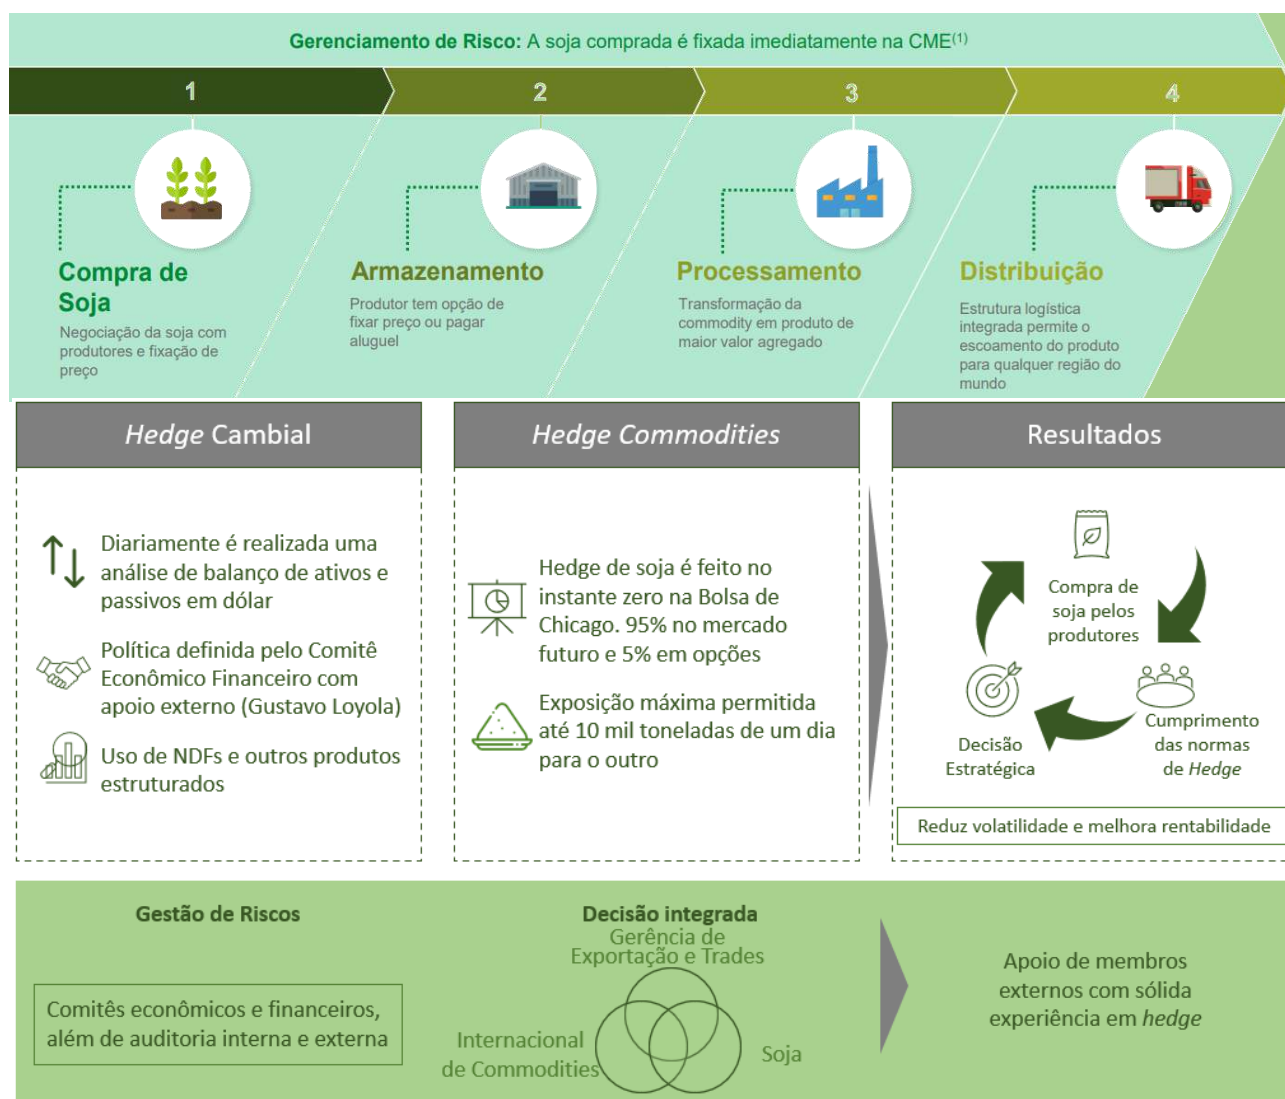 Gerenciamento de Risco: A soja comprada é fixada imediatamente na CME(1)
1
2
3
4
Compra de
Soja
Negociação da soja com
produtores e fixação de
preço
Armazenamento
Produtor tem opção de
fixar preço ou pagar
aluguel
Processamento
Transformação da
commodity em produto de
maior valor agregado
Distribuição
Estrutura logística
integrada permite o
escoamento do produto
para qualquer região do
mundo
Hedge Cambial
Diariamente é realizada uma
análise de balanço de ativos e
passivos em dólar
Política definida pelo Comitê
Econômico Financeiro com
apoio externo (Gustavo Loyola)
Uso de NDFs e outros produtos
estruturados
Hedge Commodities
Hedge de soja é feito no
instante zero na Bolsa de
Chicago. 95% no mercado
futuro e 5% em opções
Exposição máxima permitida
até 10 mil toneladas de um dia
para o outro
Resultados
Compra de
soja pelos
produtores
Cumprimento
das normas
de Hedge
Decisão
Estratégica
Reduz volatilidade e melhora rentabilidade
Gestão de Riscos
Comitês econômicos e financeiros,
além de auditoria interna e externa
Decisão integrada
Gerência de
Exportação e Trades
Internacional
de Commodities
Soja
Apoio de membros
externos com sólida
experiência em hedge